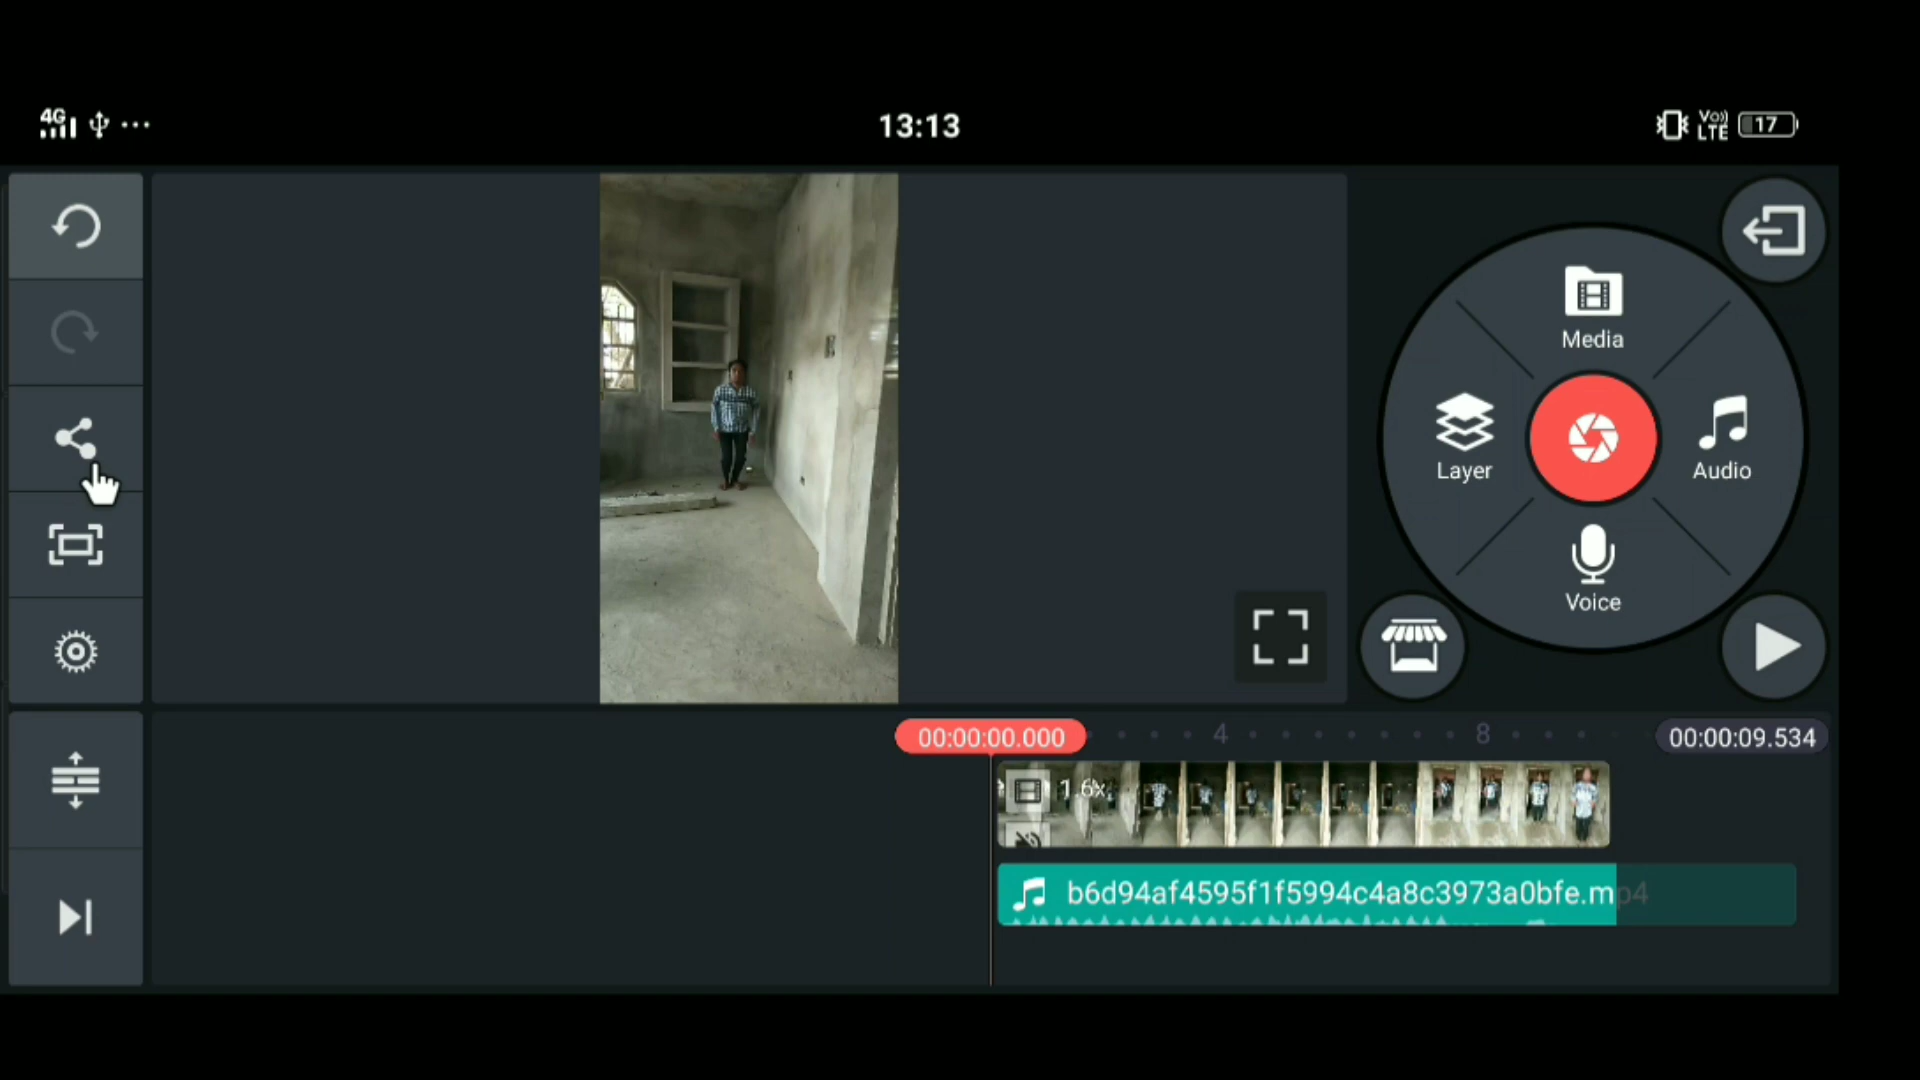 4G
13:13
Vo)) LTE
17
Media
Layer
Audio
Voice
00:00:00.000
4
8
00:00:09.534
1.6x
b6d94af4595f1f5994c4a8c3973a0bfe.mp4